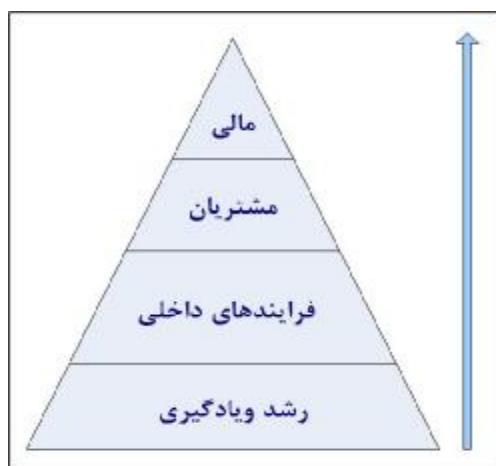 مالی
مشتریان
فرایندهای داخلی
رشد ویادگیری